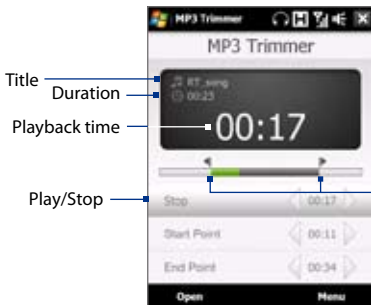 MP3 Trimmer
MP3 Trimmer
Title
RT_song
Duration
00:23
Playback time
00:17
Play/Stop
Stop
00:17
Start Point
00:11
End Point
00:34
Open
Menu